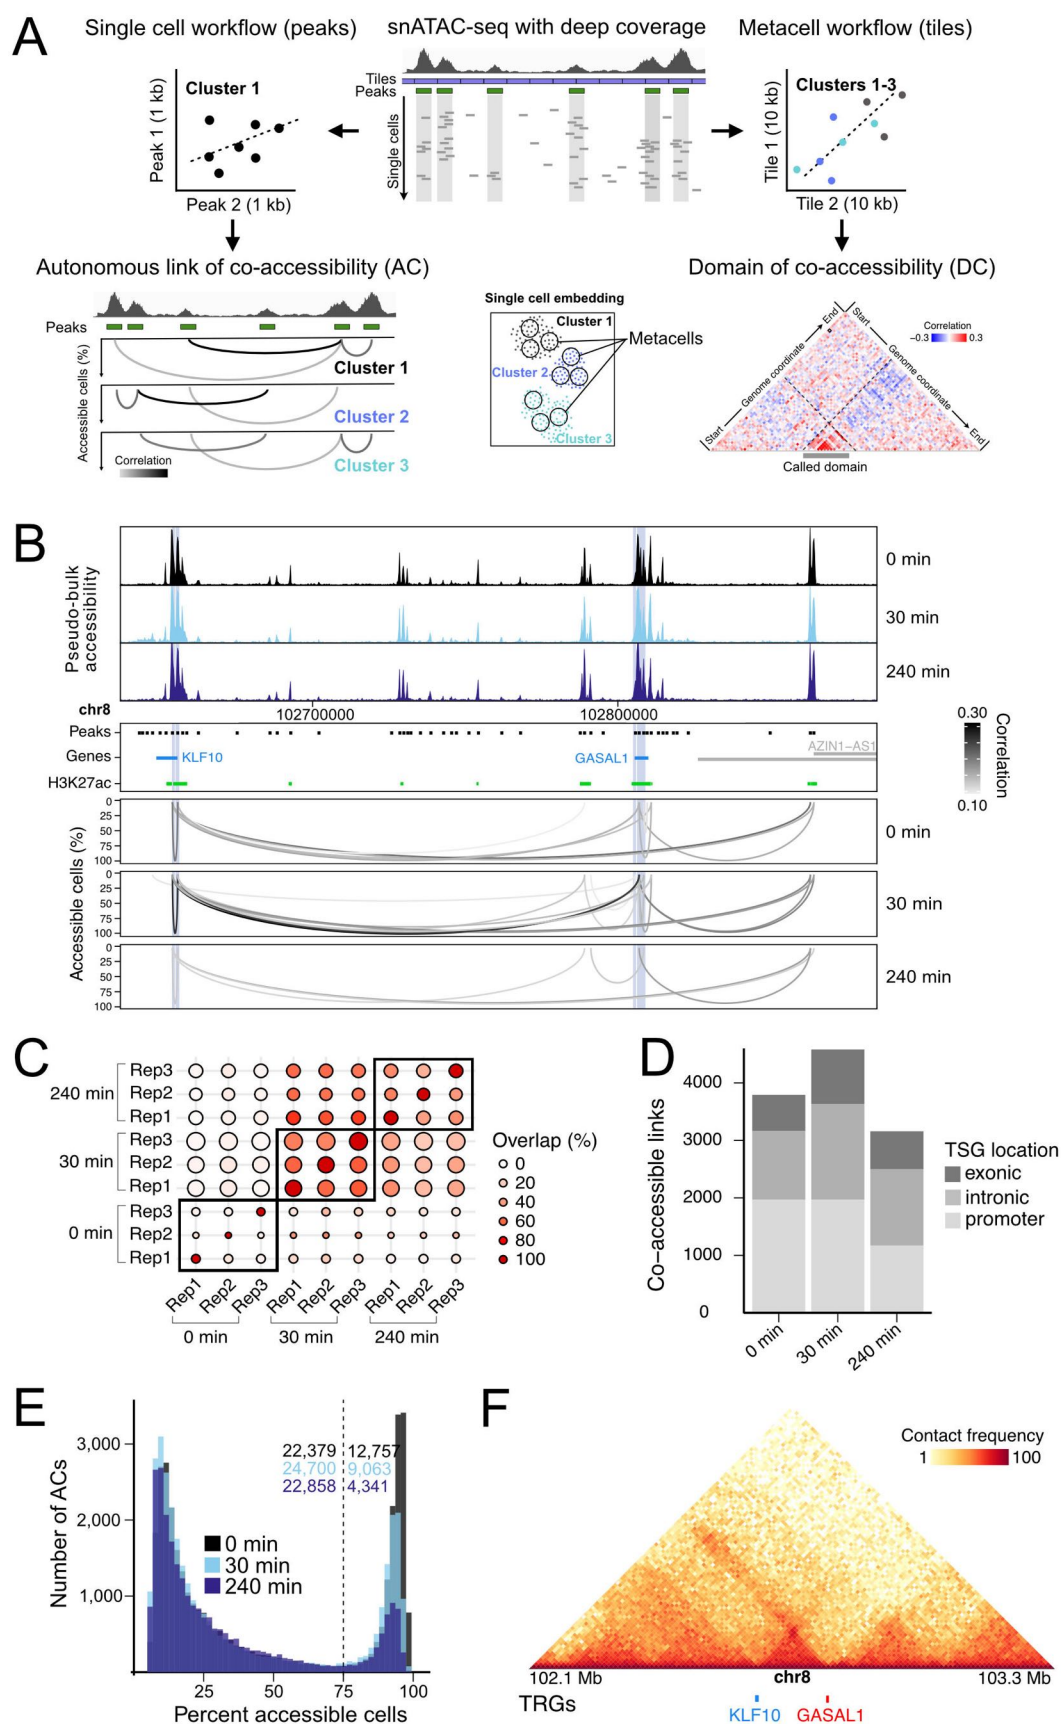 A
Single cell workflow (peaks)
snATAC-seq with deep coverage
Metacell workflow (tiles)
Cluster 1
Peak 1 (1 kb)
Peak 2 (1 kb)
Tiles
Peaks
Single cells
Clusters 1-3
Tile 1 (10 kb)
Tile 2 (10 kb)
Autonomous link of co-accessibility (AC)
Domain of co-accessibility (DC)
Peaks
Accessible cells (%)
Cluster 1
Cluster 2
Cluster 3
Correlation
Single cell embedding
Cluster 1
Cluster 2
Cluster 3
Metacells
Start
Genome coordinate
End
Start
Genome coordinate
End
Correlation
-0.3 0.3
Called domain
B
Pseudo-bulk
accessibility
0 min
30 min
240 min
chr8
102700000
102800000
Peaks
Genes
KLF10
GASAL1
AZIN1-AS1
H3K27ac
0.30
0.10
Correlation
Accessible cells (%)
0
25
50
75
100
0 min
0
25
50
75
100
30 min
0
25
50
75
100
240 min
C
240 min
Rep3
Rep2
Rep1
30 min
Rep3
Rep2
Rep1
0 min
Rep3
Rep2
Rep1
Rep1 Rep2 Rep3 Rep1 Rep2 Rep3 Rep1 Rep2 Rep3
0 min 30 min 240 min
Overlap (%)
0
20
40
60
80
100
D
Co-accessible links
4000
3000
2000
1000
0
0 min
30 min
240 min
TSG location
exonic
intronic
promoter
E
Number of ACs
3,000
2,000
1,000
22,379 12,757
24,700 9,063
22,858 4,341
0 min
30 min
240 min
25 50 75 100
Percent accessible cells
F
Contact frequency
1 100
102.1 Mb
chr8
103.3 Mb
TRGs
KLF10
GASAL1